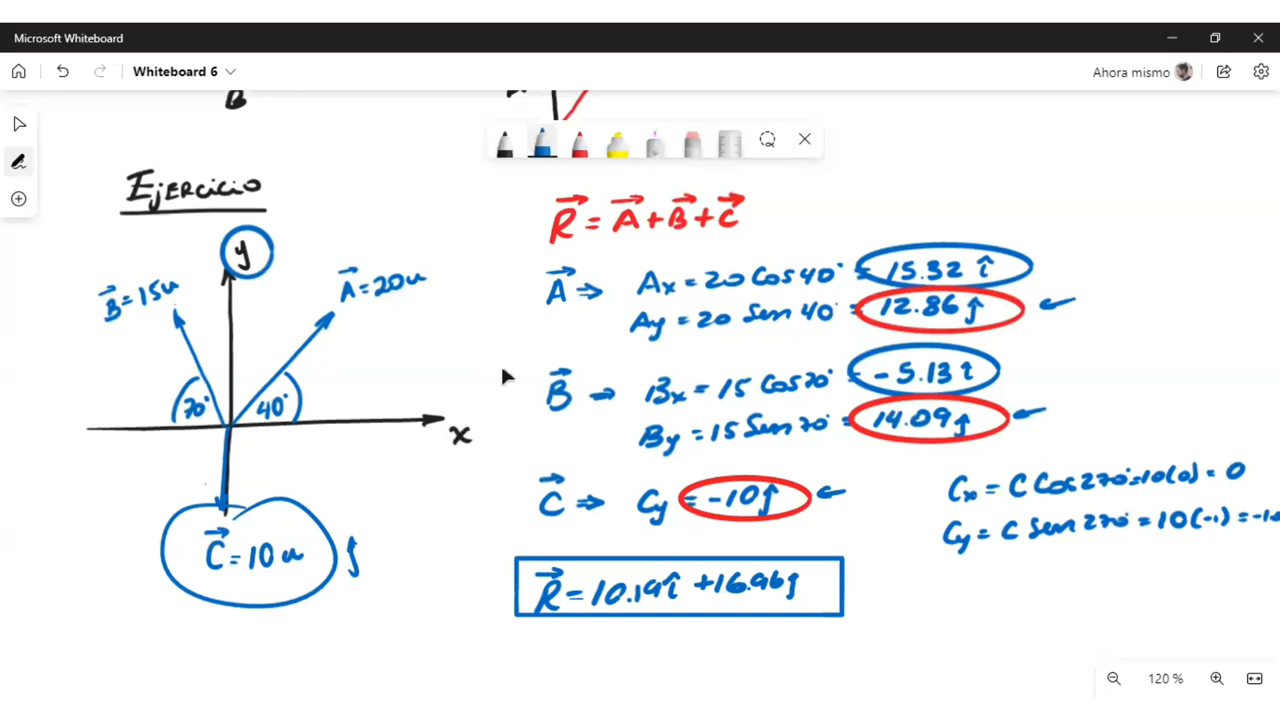 Microsoft Whiteboard
Whiteboard 6
Ahora mismo
B
EJERCICIO
y
B⃗=15u
A⃗=20u
70°
40°
x
C⃗=10u
ĵ
R⃗ = A⃗+B⃗+C⃗
A⃗ ⇒ Ax = 20 Cos 40° = 15.32 î
Ay = 20 Sen 40° = 12.86 ĵ
B⃗ ⇒ Bx = 15 Cos 70° = -5.13 î
By = 15 Sen 70° = 14.09 ĵ
C⃗ ⇒ Cy = -10 ĵ
Cx = C Cos 270° = 10(0) = 0
Cy = C Sen 270° = 10(-1) = -10
R⃗ = 10.19î +16.96ĵ
120 %